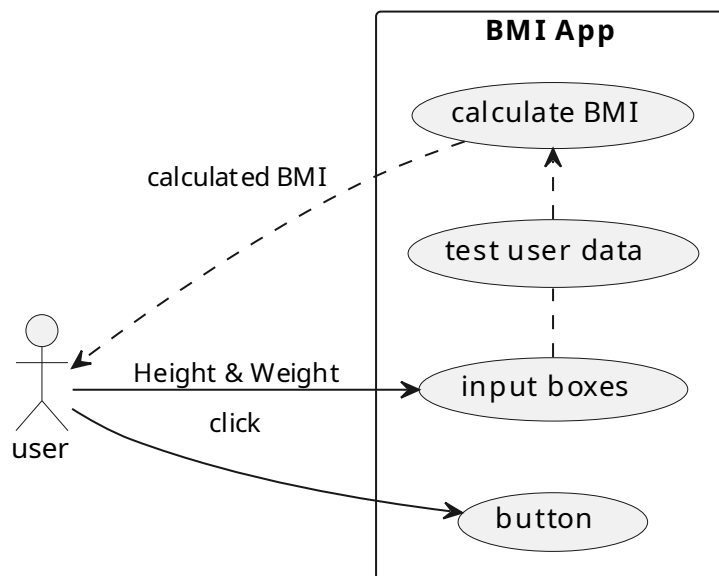 BMI App
calculate BMI
calculated BMI
test user data
Height & Weight
input boxes
click
user
button